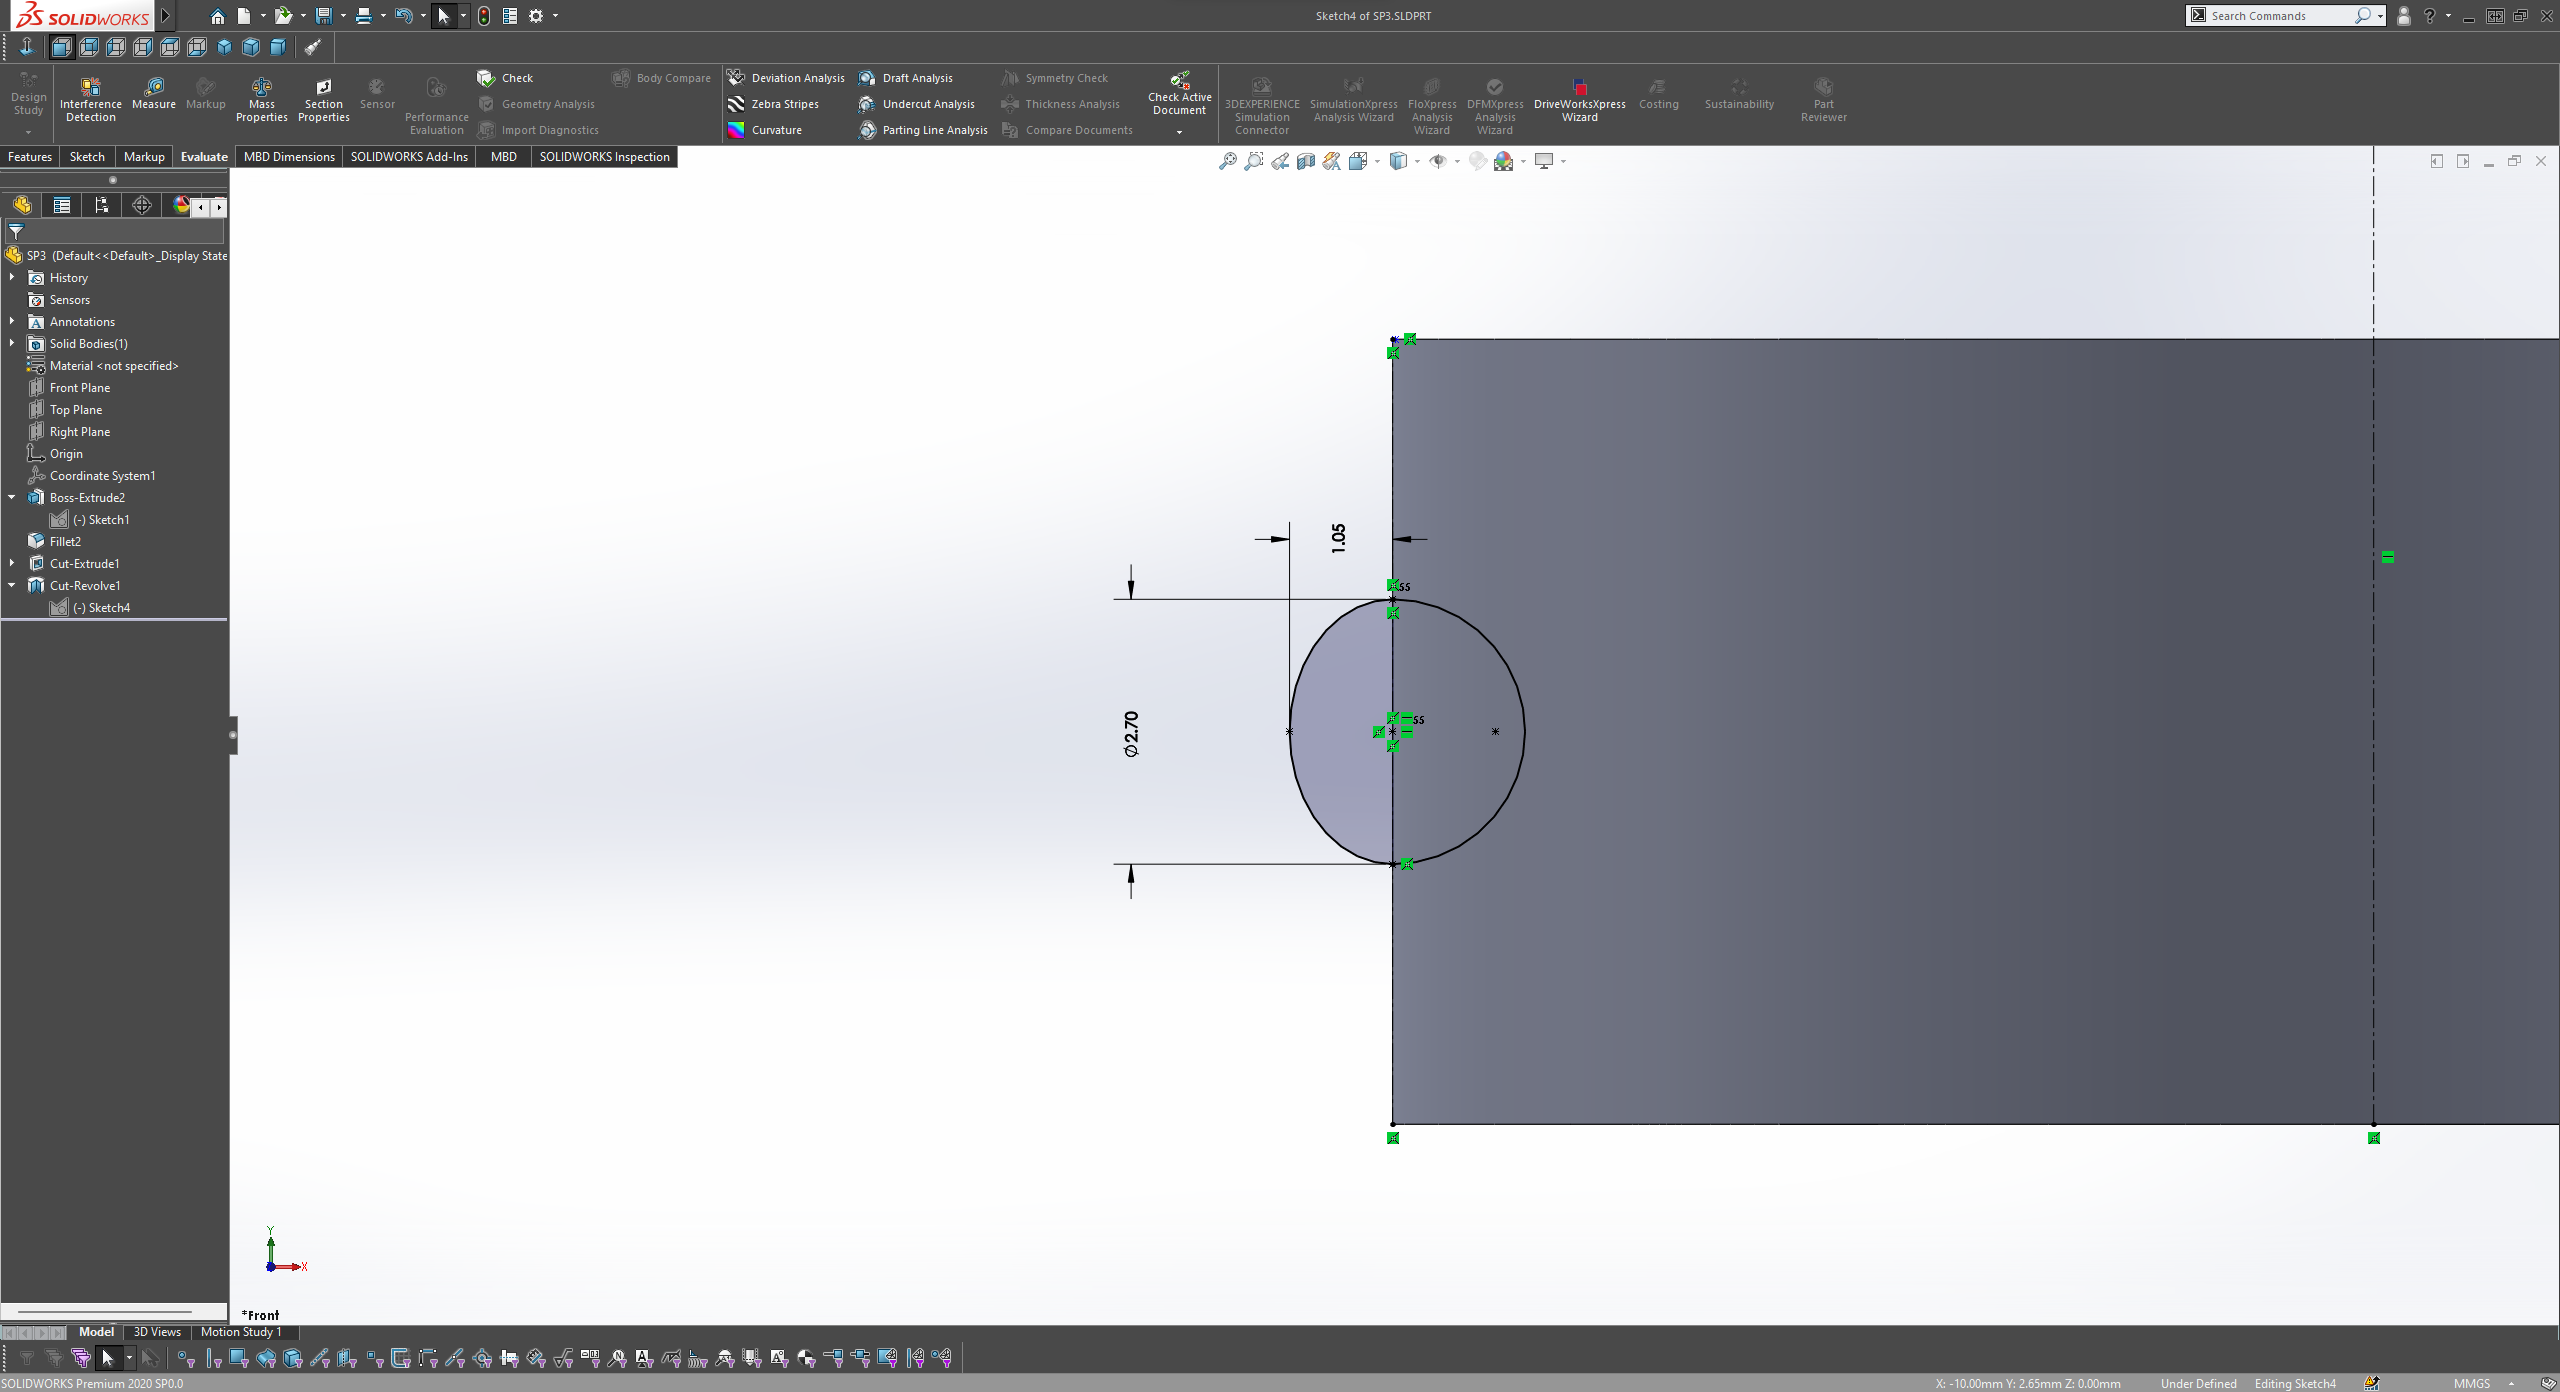 SOLIDWORKS
Sketch4 of SP3.SLDPRT
Search Commands
Design Study
Interference Detection
Measure
Markup
Mass Properties
Section Properties
Sensor
Performance Evaluation
Check
Geometry Analysis
Import Diagnostics
Body Compare
Deviation Analysis
Zebra Stripes
Curvature
Draft Analysis
Undercut Analysis
Parting Line Analysis
Symmetry Check
Thickness Analysis
Compare Documents
Check Active Document
3DEXPERIENCE Simulation Connector
SimulationXpress Analysis Wizard
FloXpress Analysis Wizard
DFMXpress Analysis Wizard
DriveWorksXpress Wizard
Costing
Sustainability
Part Reviewer
Features
Sketch
Markup
Evaluate
MBD Dimensions
SOLIDWORKS Add-Ins
MBD
SOLIDWORKS Inspection
SP3 (Default<<Default>_Display State
History
Sensors
Annotations
Solid Bodies(1)
Material <not specified>
Front Plane
Top Plane
Right Plane
Origin
Coordinate System1
Boss-Extrude2
(-) Sketch1
Fillet2
Cut-Extrude1
Cut-Revolve1
(-) Sketch4
1.05
55
55
∅2.70
Y
X
*Front
Model
3D Views
Motion Study 1
SOLIDWORKS Premium 2020 SP0.0
X: -10.00mm Y: 2.65mm Z: 0.00mm
Under Defined
Editing Sketch4
MMGS